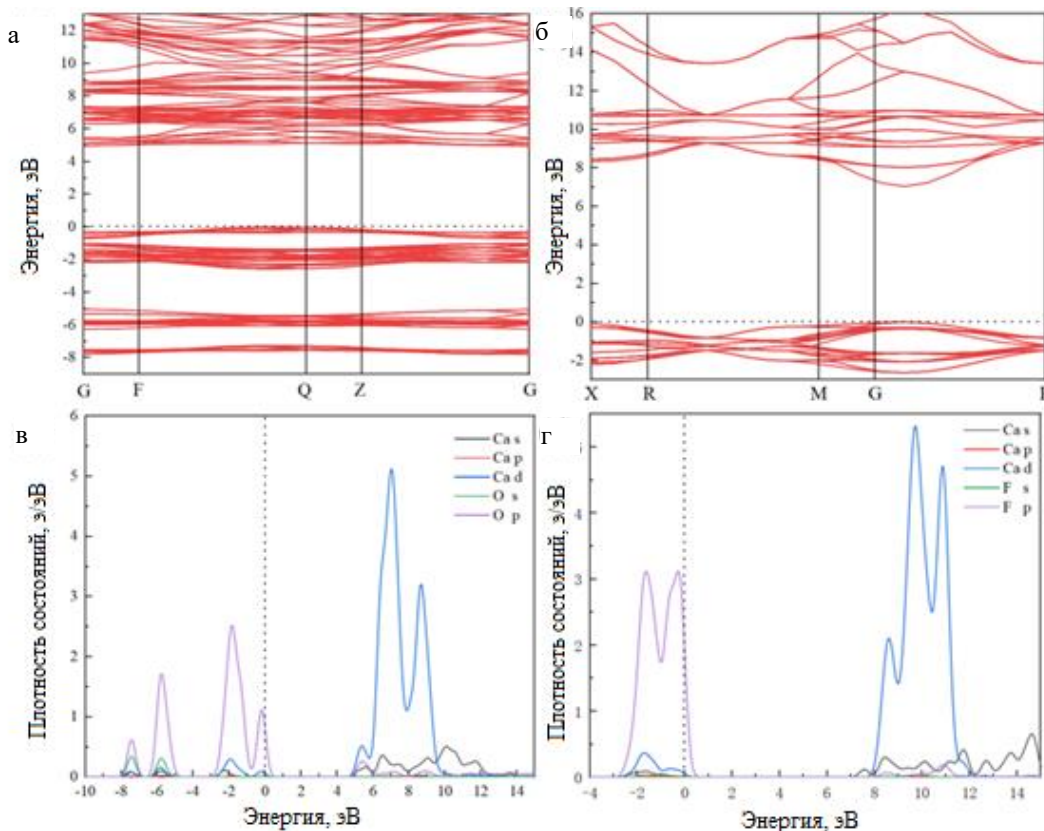 а
12
10
8
6
4
2
0
-2
-4
-6
-8
Энергия, эВ
G F Q Z G
б
16
14
12
10
8
6
4
2
0
-2
Энергия, эВ
X R M G
в
6
5
4
3
2
1
0
Плотность состояний, э/эВ
Ca s
Ca p
Ca d
O s
O p
-10 -8 -6 -4 -2 0 2 4 6 8 10 12 14
Энергия, эВ
г
4
3
2
1
0
Плотность состояний, э/эВ
Ca s
Ca p
Ca d
F s
F p
-4 -2 0 2 4 6 8 10 12 14
Энергия, эВ